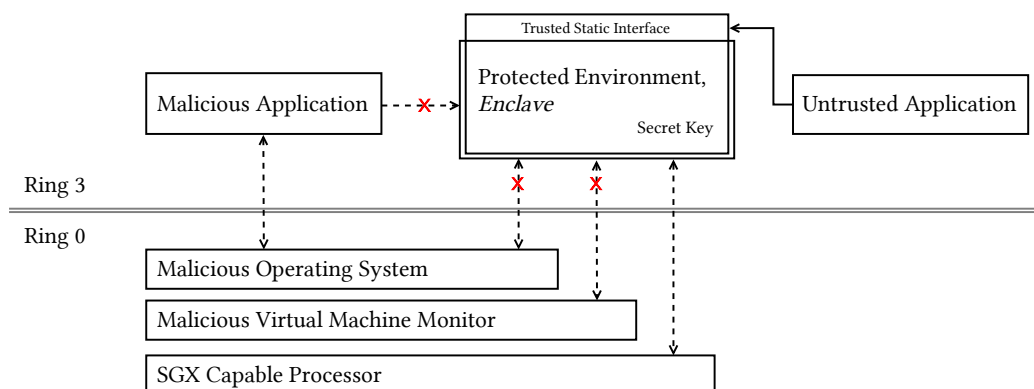 Trusted Static Interface
Protected Environment,
Enclave
Secret Key
Malicious Application
Untrusted Application
Ring 3
Ring 0
Malicious Operating System
Malicious Virtual Machine Monitor
SGX Capable Processor